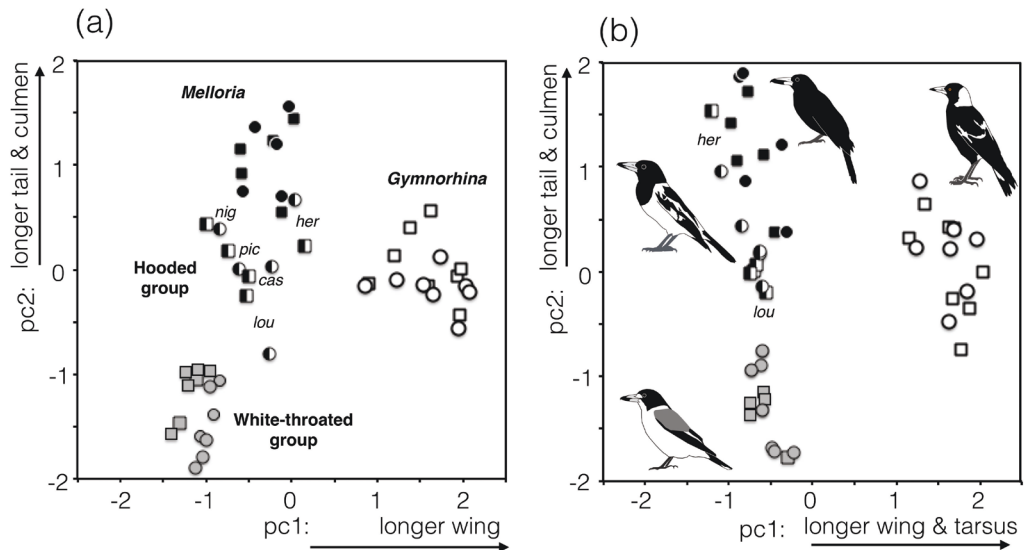 (a)
pc2: longer tail & culmen
2
1
0
-1
-2
Melloria
Gymnorhina
nig
her
pic
Hooded
group
cas
lou
White-throated
group
-2
-1
0
1
2
pc1: longer wing
(b)
pc2: longer tail & culmen
2
1
0
-1
-2
her
lou
-2
-1
0
1
2
pc1: longer wing & tarsus